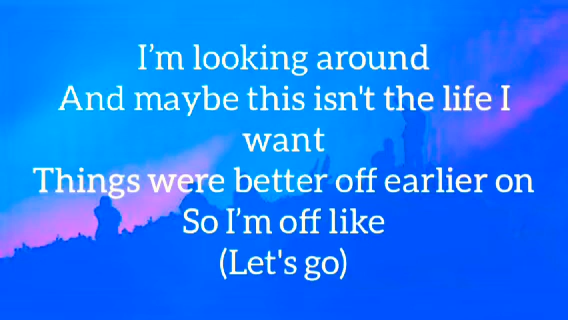 I’m looking around
And maybe this isn't the life I
want
Things were better off earlier on
So I’m off like
(Let's go)